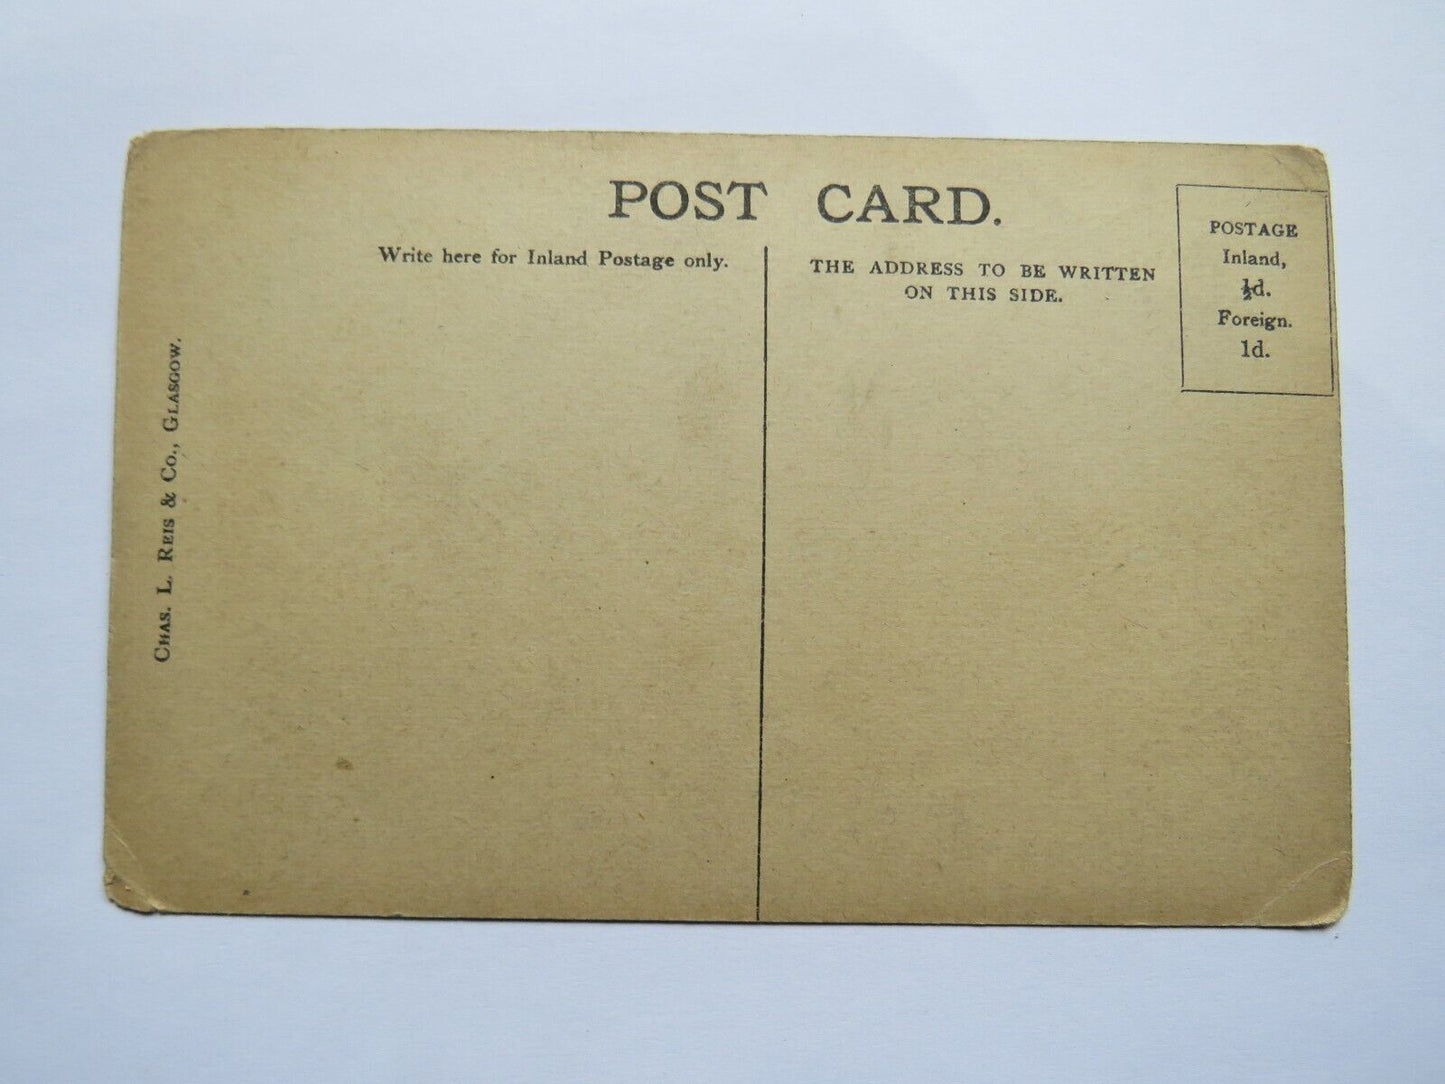 POST CARD.
Write here for Inland Postage only.
THE ADDRESS TO BE WRITTEN
ON THIS SIDE.
POSTAGE
Inland,
½d.
Foreign.
1d.
CHAS. L. REIS & CO., GLASGOW.